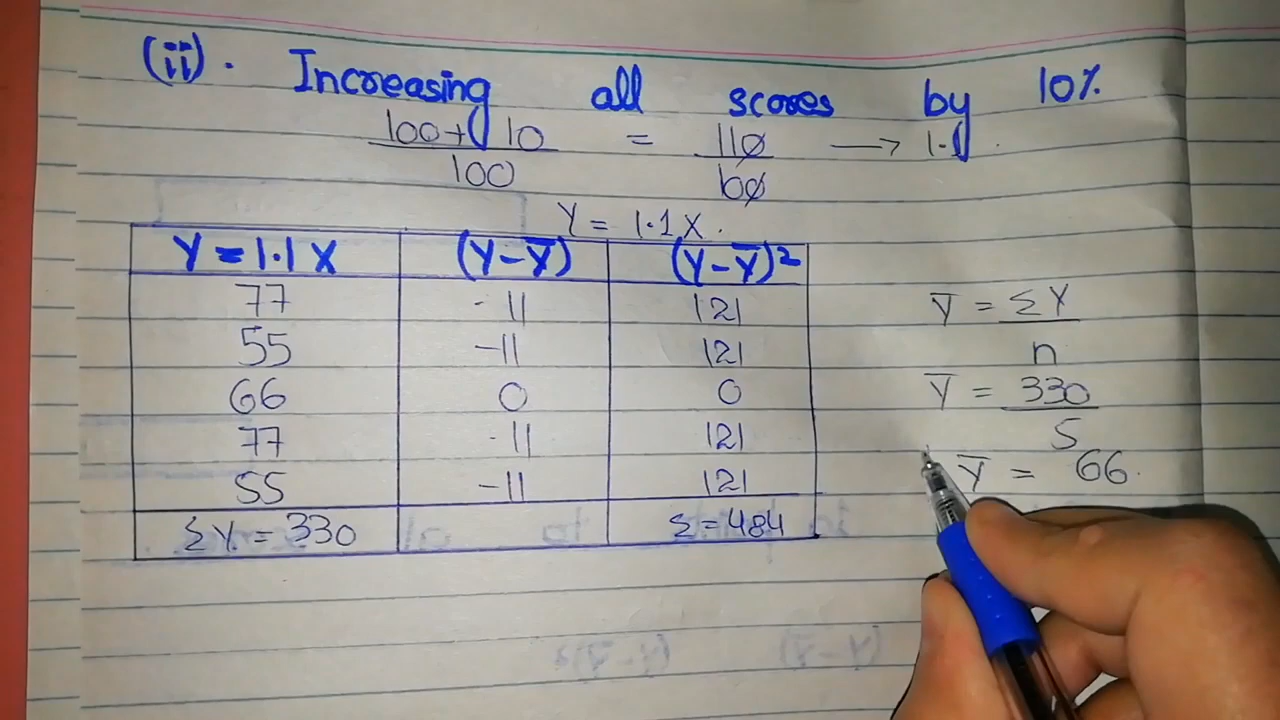 (ii). Increasing all scores by 10%
100+10 = 110 → 1.1.
100 100
Y = 1.1X.
Y = 1.1X (Y-Y̅) (Y-Y̅)²
77 -11 121
55 -11 121
66 0 0
77 -11 121
55 -11 121
ΣY = 330 Σ=484
Y̅ = ΣY
n
Y̅ = 330
5
Y̅ = 66.